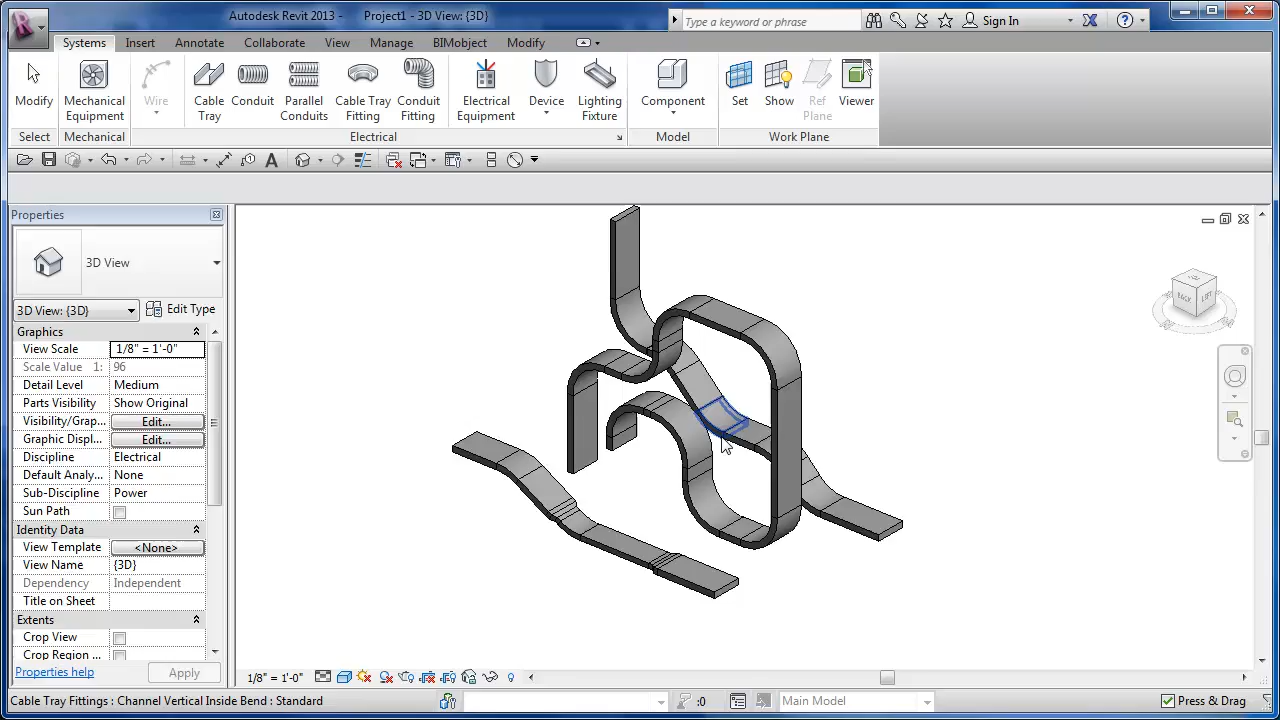 Autodesk Revit 2013 -    Project1 - 3D View: {3D}
Type a keyword or phrase
Sign In
Systems Insert Annotate Collaborate View Manage BIMobject Modify
Modify
Mechanical Equipment
Wire
Cable Tray
Conduit
Parallel Conduits
Cable Tray Fitting
Conduit Fitting
Electrical Equipment
Device
Lighting Fixture
Component
Set
Show
Ref Plane
Viewer
Select Mechanical Electrical Model Work Plane
Properties
3D View
3D View: {3D} Edit Type
Graphics
View Scale 1/8" = 1'-0"
Scale Value 1: 96
Detail Level Medium
Parts Visibility Show Original
Visibility/Grap... Edit...
Graphic Displ... Edit...
Discipline Electrical
Default Analy... None
Sub-Discipline Power
Sun Path
Identity Data
View Template <None>
View Name {3D}
Dependency Independent
Title on Sheet
Extents
Crop View
Crop Region ...
Properties help Apply
BACK LEFT
1/8" = 1'-0"
Cable Tray Fittings : Channel Vertical Inside Bend : Standard
:0
Main Model
Press & Drag